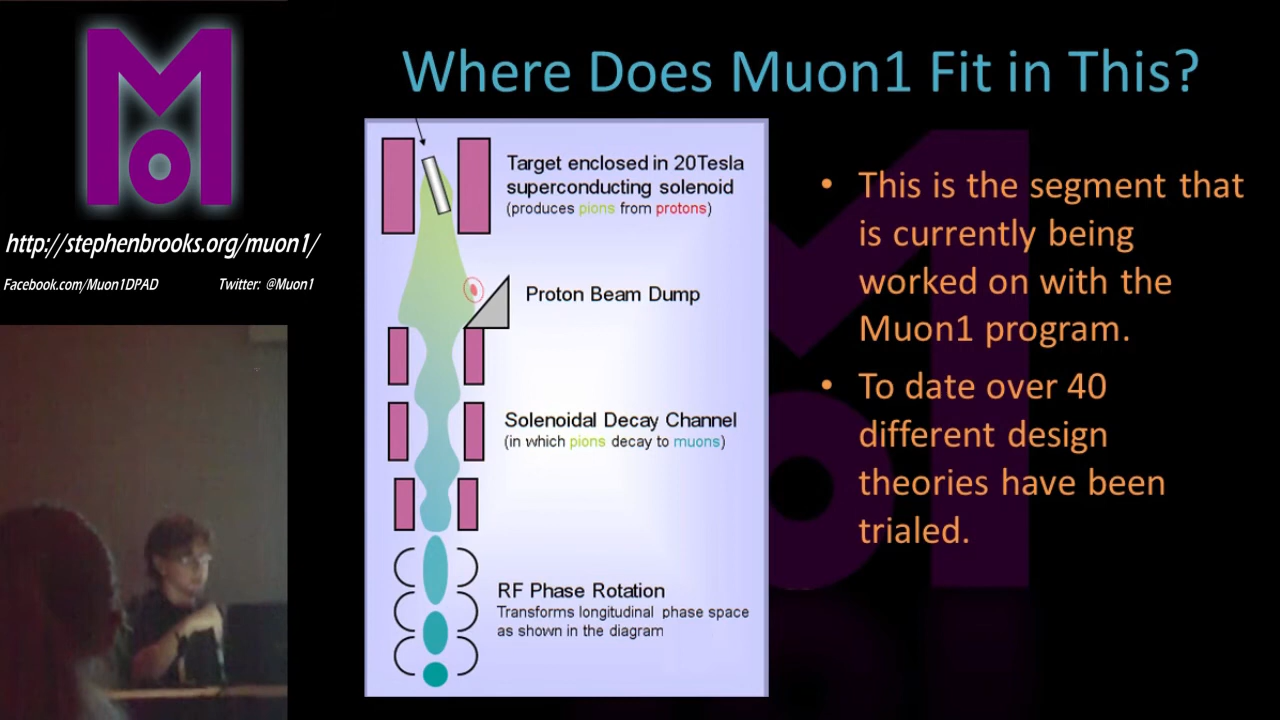 http://stephenbrooks.org/muon1/
Facebook.com/Muon1DPAD Twitter: @Muon1
Where Does Muon1 Fit in This?
Target enclosed in 20Tesla
superconducting solenoid
(produces pions from protons)
Proton Beam Dump
Solenoidal Decay Channel
(in which pions decay to muons)
RF Phase Rotation
Transforms longitudinal phase space
as shown in the diagram
• This is the segment that
is currently being
worked on with the
Muon1 program.
• To date over 40
different design
theories have been
trialed.